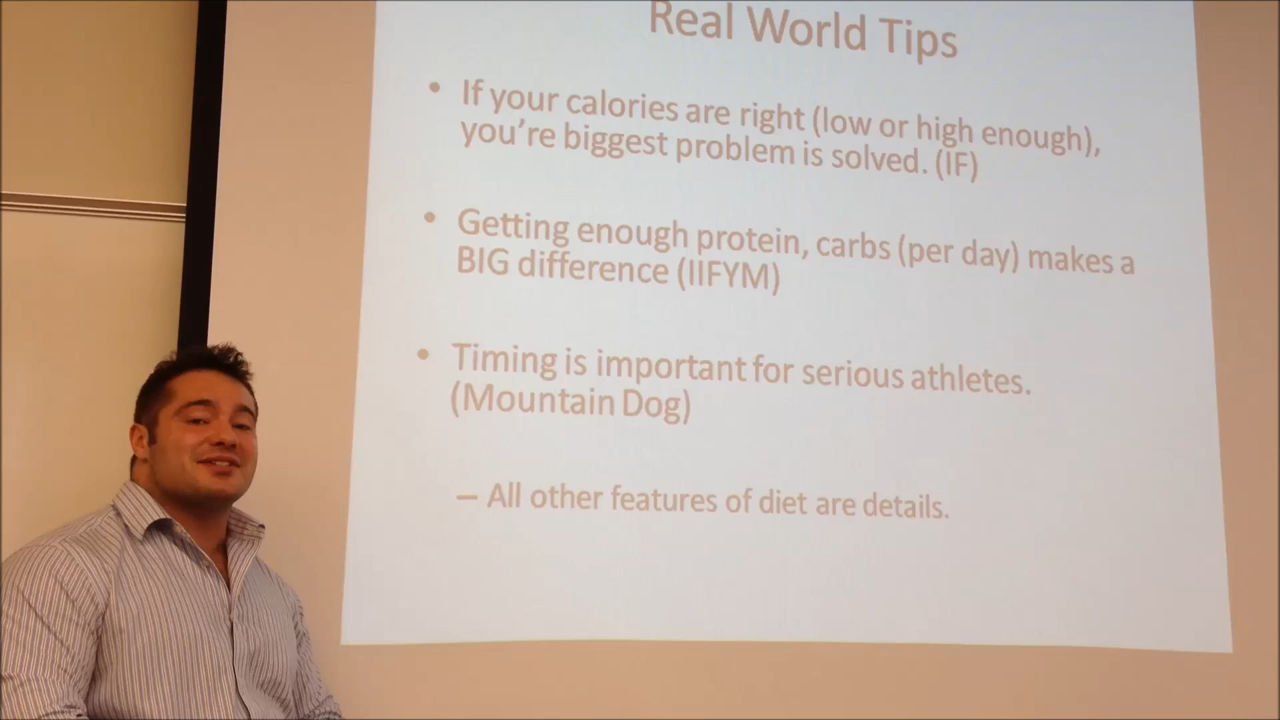 Real World Tips
• If your calories are right (low or high enough),
you're biggest problem is solved. (IF)
• Getting enough protein, carbs (per day) makes a
BIG difference (IIFYM)
• Timing is important for serious athletes.
(Mountain Dog)
– All other features of diet are details.